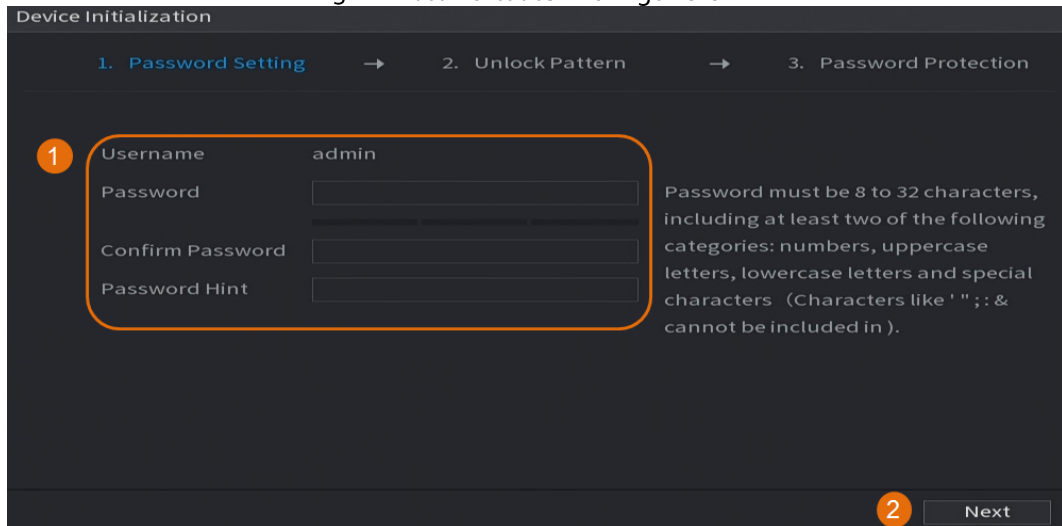 Device Initialization
1. Password Setting → 2. Unlock Pattern → 3. Password Protection
1
Username admin
Password
Confirm Password
Password Hint
Password must be 8 to 32 characters,
including at least two of the following
categories: numbers, uppercase
letters, lowercase letters and special
characters (Characters like ' " ; : &
cannot be included in ).
2
Next